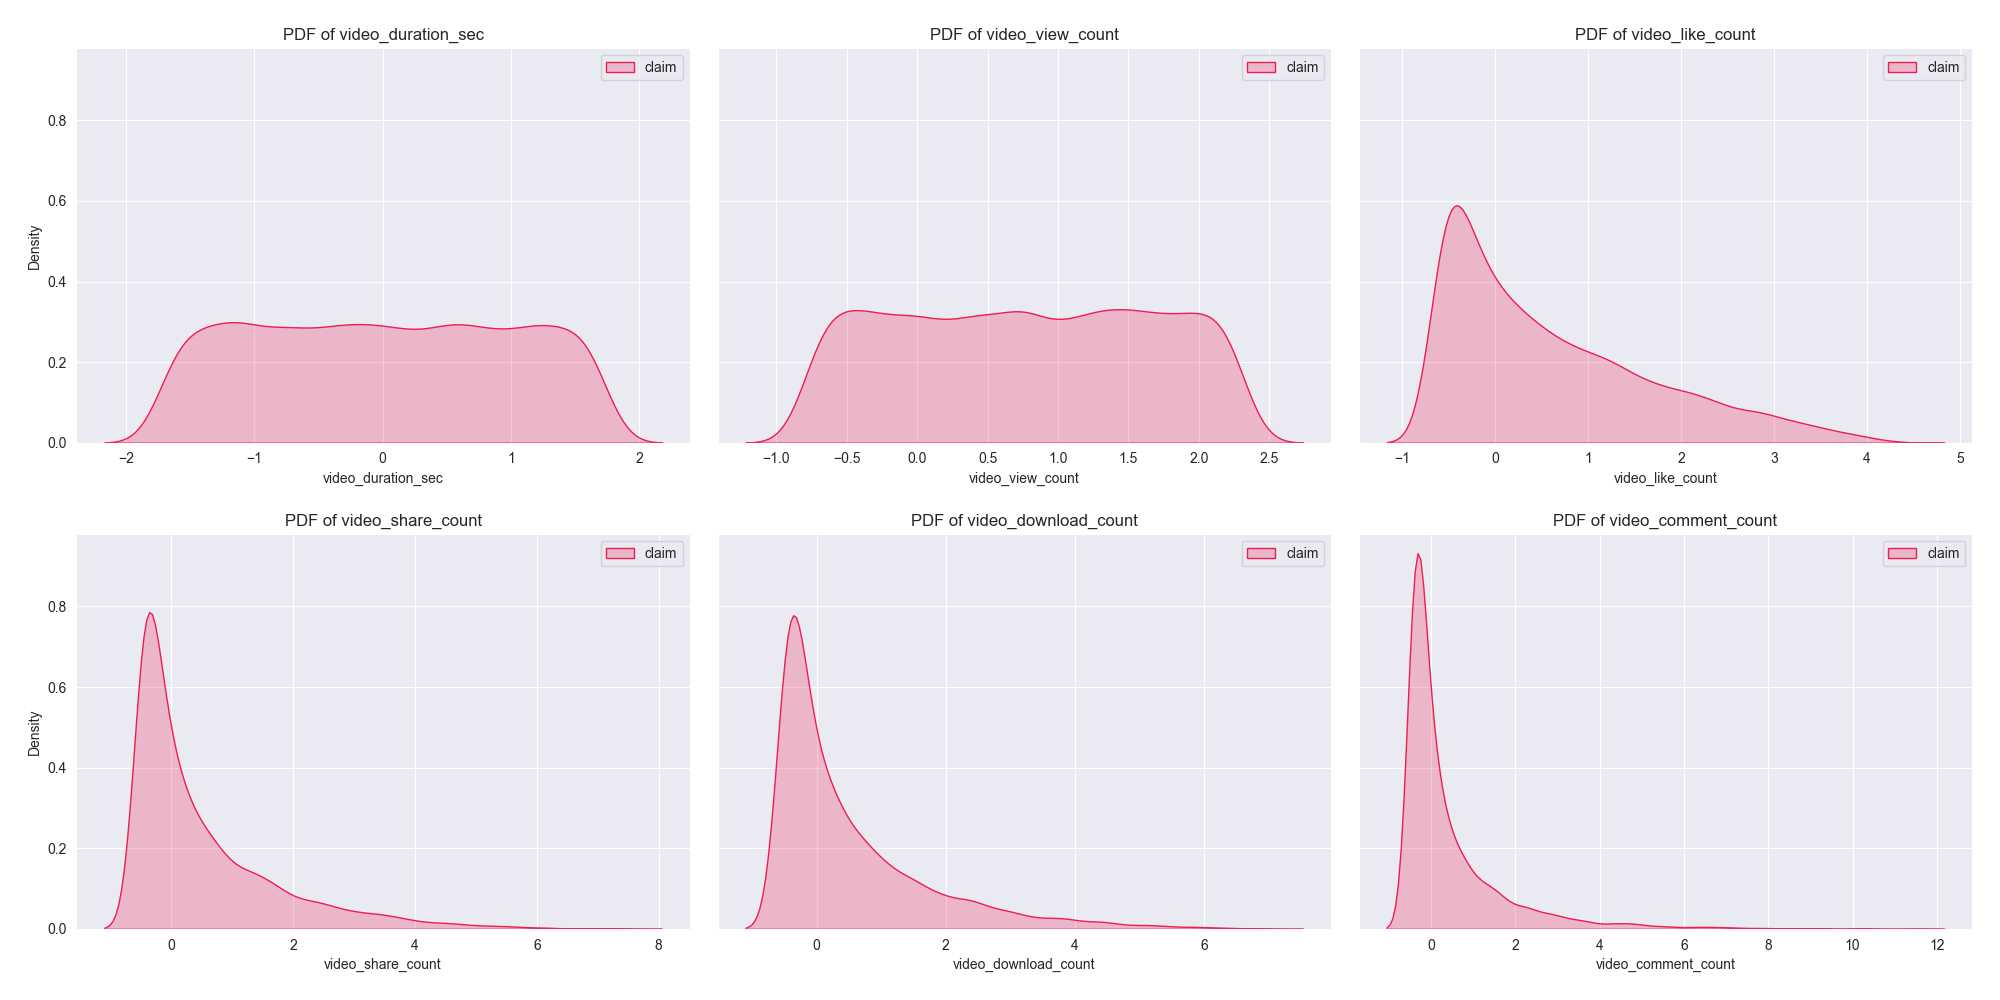 PDF of video_duration_sec
claim
Density
0.8
0.6
0.4
0.2
0.0
−2 −1 0 1 2
video_duration_sec
PDF of video_view_count
claim
−1.0 −0.5 0.0 0.5 1.0 1.5 2.0 2.5
video_view_count
PDF of video_like_count
claim
−1 0 1 2 3 4 5
video_like_count
PDF of video_share_count
claim
Density
0.8
0.6
0.4
0.2
0.0
0 2 4 6 8
video_share_count
PDF of video_download_count
claim
0 2 4 6
video_download_count
PDF of video_comment_count
claim
0 2 4 6 8 10 12
video_comment_count